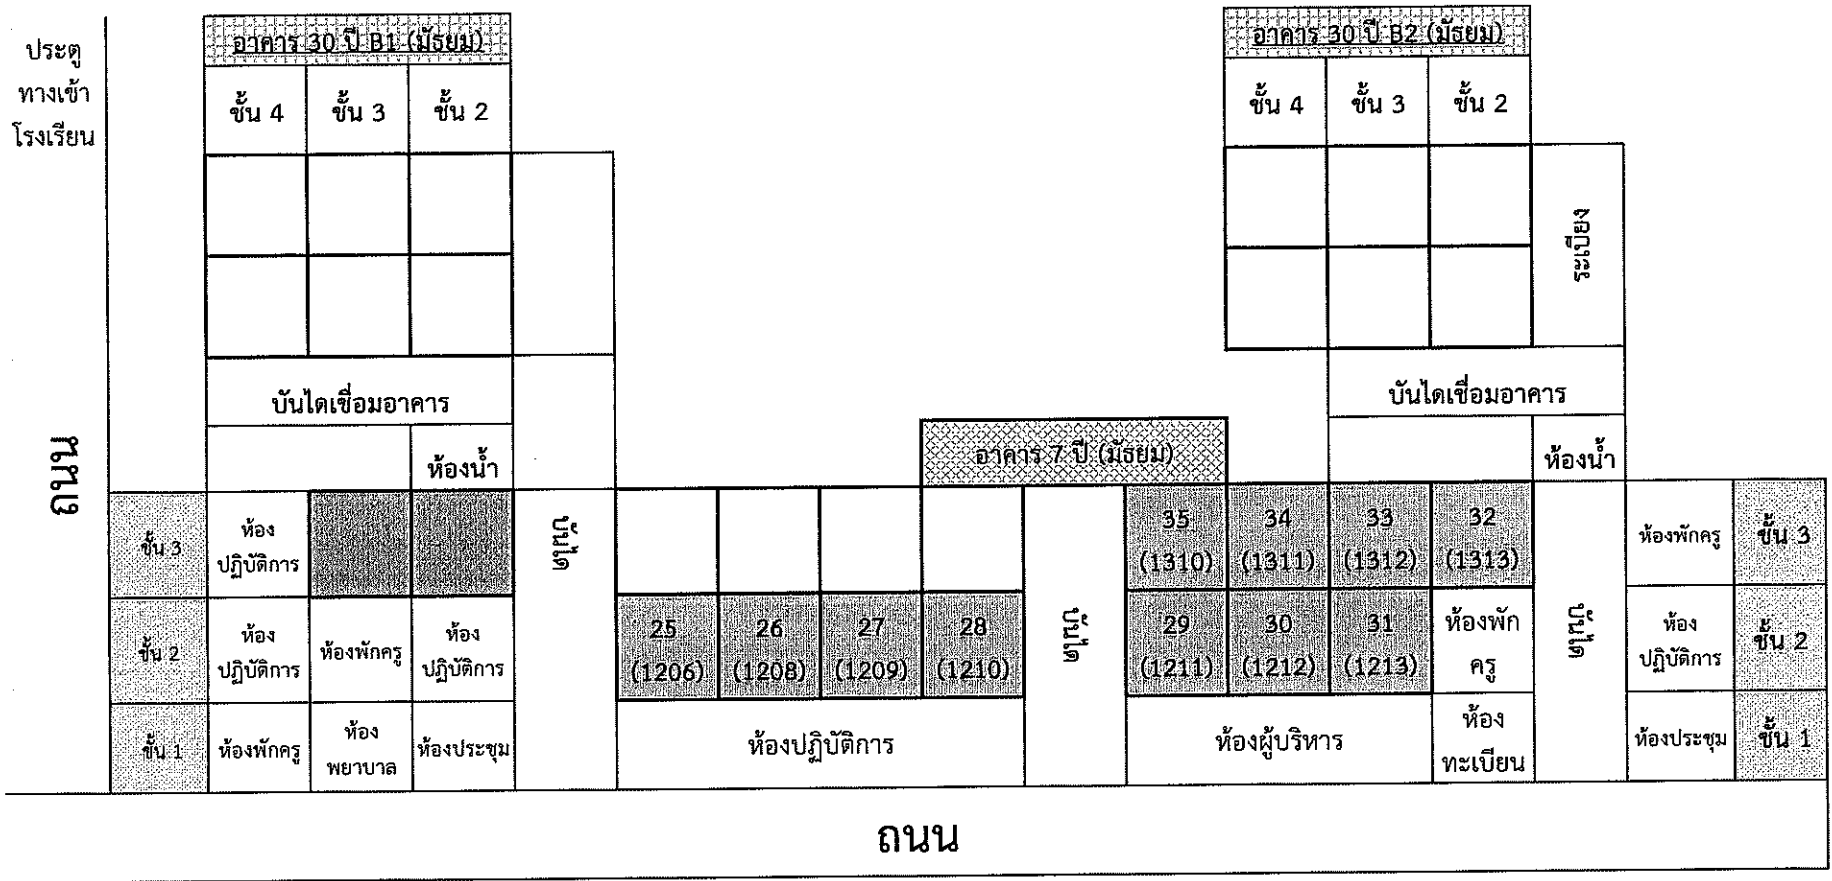 ประตู
ทางเข้า
โรงเรียน
อาคาร 30 ปี B1 (มัธยม)
ชั้น 4 ชั้น 3 ชั้น 2
อาคาร 30 ปี B2 (มัธยม)
ชั้น 4 ชั้น 3 ชั้น 2
ระเบียง
บันไดเชื่อมอาคาร
บันไดเชื่อมอาคาร
ห้องน้ำ
อาคาร 7 ปี (มัธยม)
ห้องน้ำ
ถนน
ชั้น 3
ห้อง
ปฏิบัติการ
บันได
35
(1310)
34
(1311)
33
(1312)
32
(1313)
ห้องพักครู
ชั้น 3
ชั้น 2
ห้อง
ปฏิบัติการ
ห้องพักครู
ห้อง
ปฏิบัติการ
25
(1206)
26
(1208)
27
(1209)
28
(1210)
บันได
29
(1211)
30
(1212)
31
(1213)
ห้องพัก
ครู
บันได
ห้อง
ปฏิบัติการ
ชั้น 2
ชั้น 1
ห้องพักครู
ห้อง
พยาบาล
ห้องประชุม
ห้องปฏิบัติการ
ห้องผู้บริหาร
ห้อง
ทะเบียน
ห้องประชุม
ชั้น 1
ถนน